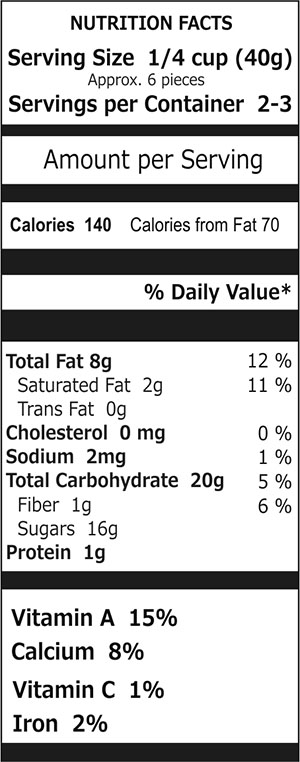 NUTRITION FACTS
Serving Size 1/4 cup (40g)
Approx. 6 pieces
Servings per Container 2-3
Amount per Serving
Calories 140 Calories from Fat 70
% Daily Value*
Total Fat 8g 12 %
Saturated Fat 2g 11 %
Trans Fat 0g
Cholesterol 0 mg 0 %
Sodium 2mg 1 %
Total Carbohydrate 20g 5 %
Fiber 1g 6 %
Sugars 16g
Protein 1g
Vitamin A 15%
Calcium 8%
Vitamin C 1%
Iron 2%